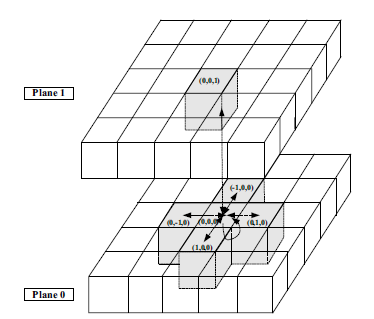 (0,0,1)
Plane 1
(-1,0,0)
(0,-1,0) (0,0,0) (0,1,0)
(1,0,0)
Plane 0